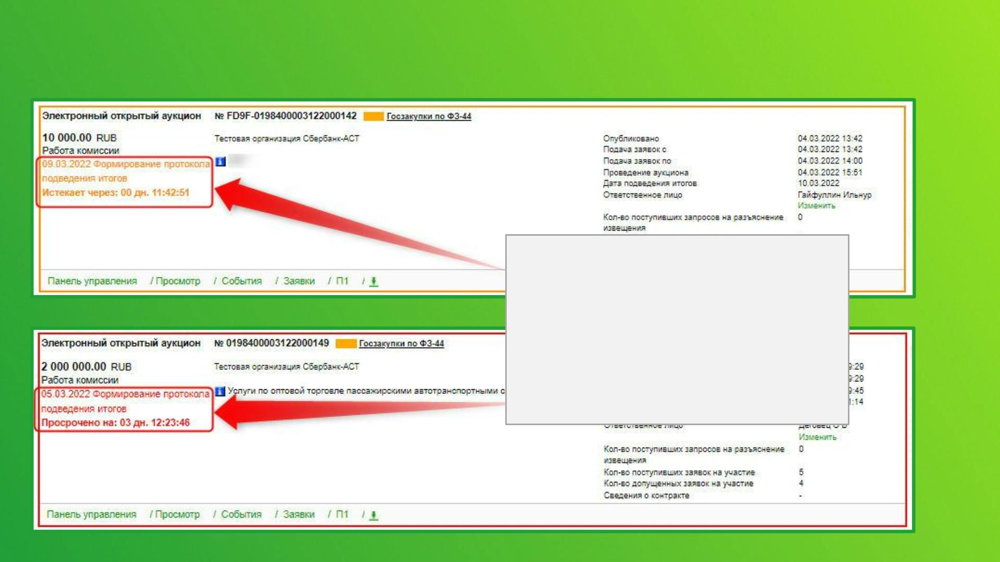 Электронный открытый аукцион № FD9F-0198400003122000142 Госзакупки по ФЗ-44
10 000.00 RUB
Работа комиссии
09.03.2022 Формирование протокола
подведения итогов
Истекает через: 00 дн. 11:42:51
Тестовая организация Сбербанк-АСТ
Опубликовано 04.03.2022 13:42
Подача заявок с 04.03.2022 13:42
Подача заявок по 04.03.2022 14:00
Проведение аукциона 04.03.2022 15:51
Дата подведения итогов 10.03.2022
Ответственное лицо Гайфуллин Ильнур
Изменить
Кол-во поступивших запросов на разъяснение 0
извещения
Панель управления / Просмотр / События / Заявки / П1 /
Электронный открытый аукцион № 0198400003122000149 Госзакупки по ФЗ-44
2 000 000.00 RUB
Работа комиссии
05.03.2022 Формирование протокола
подведения итогов
Просрочено на: 03 дн. 12:23:46
Тестовая организация Сбербанк-АСТ
Услуги по оптовой торговле пассажирскими автотранспортными с
9:29
9:29
9:45
1:14
Ответственное лицо
Изменить
Кол-во поступивших запросов на разъяснение 0
извещения
Кол-во поступивших заявок на участие 5
Кол-во допущенных заявок на участие 4
Сведения о контракте -
Панель управления / Просмотр / События / Заявки / П1 /